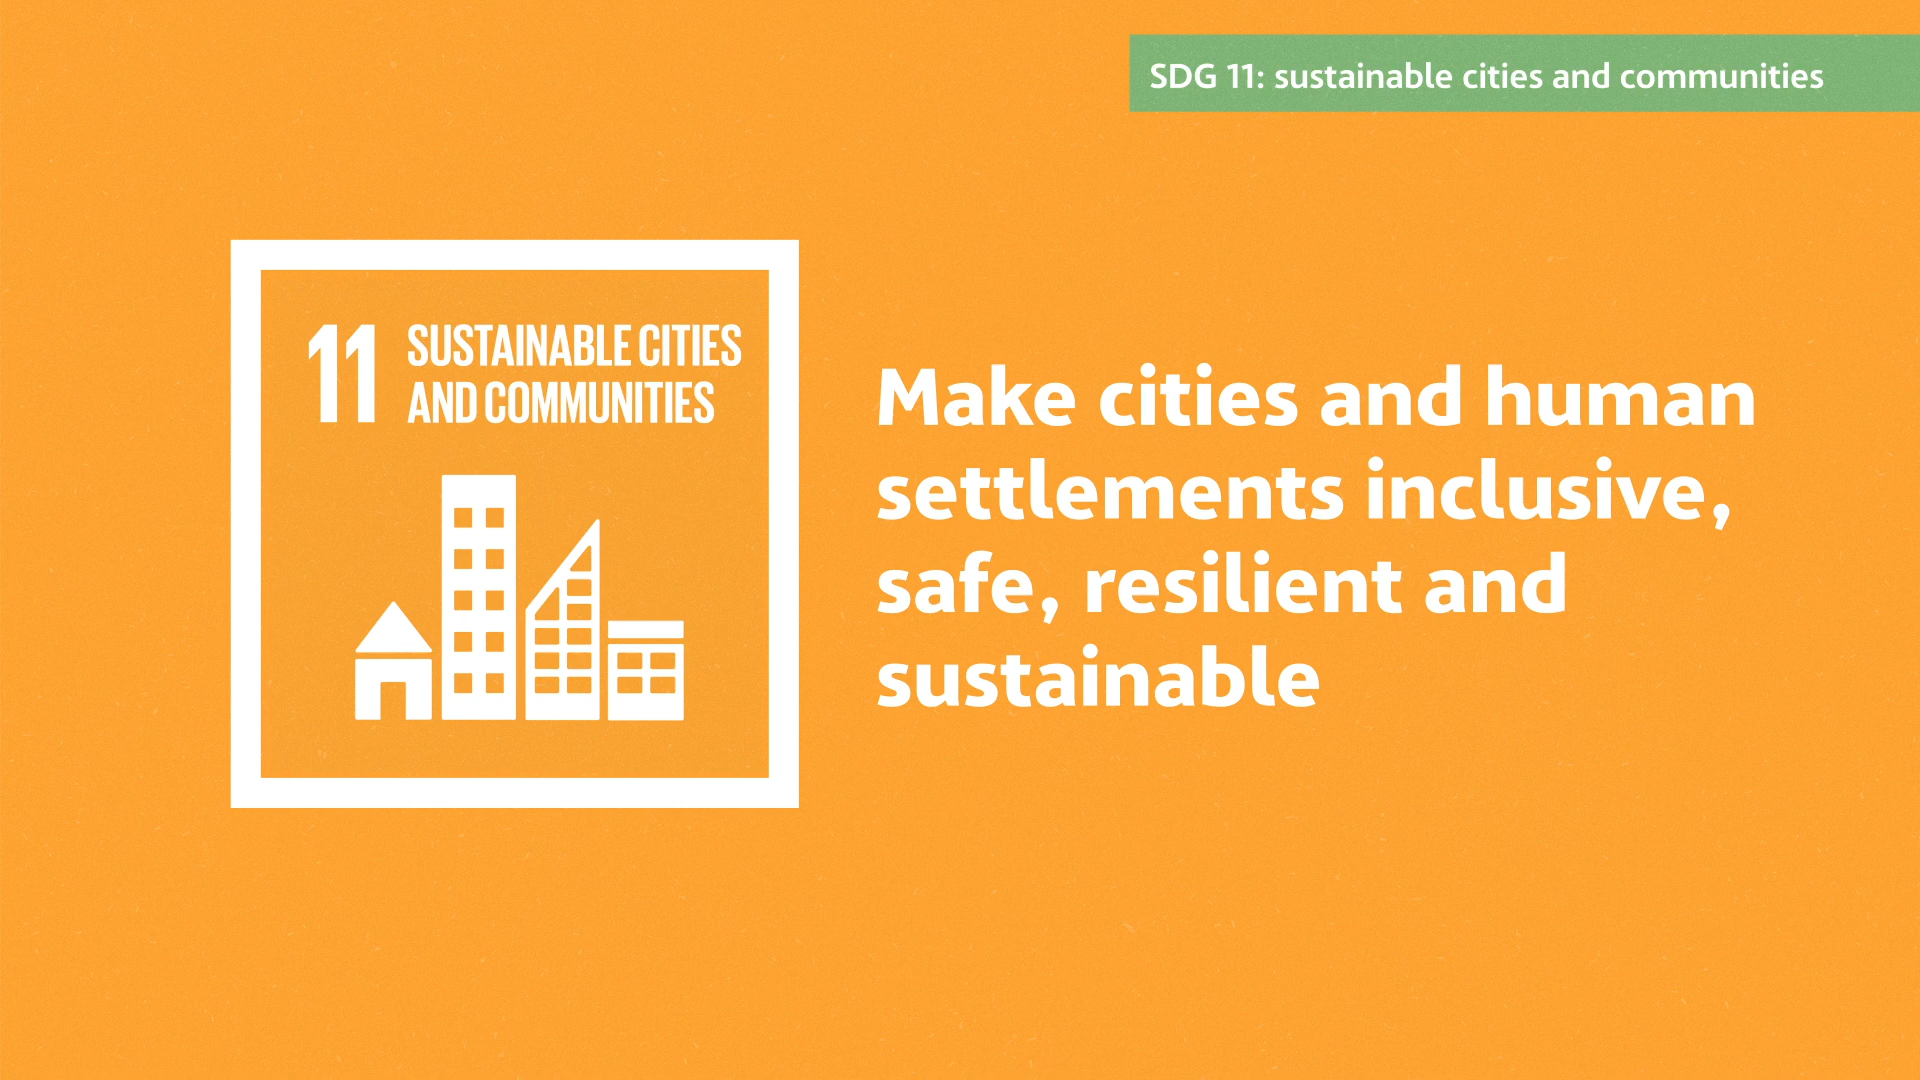 SDG 11: sustainable cities and communities
11 SUSTAINABLE CITIES
AND COMMUNITIES
Make cities and human
settlements inclusive,
safe, resilient and
sustainable